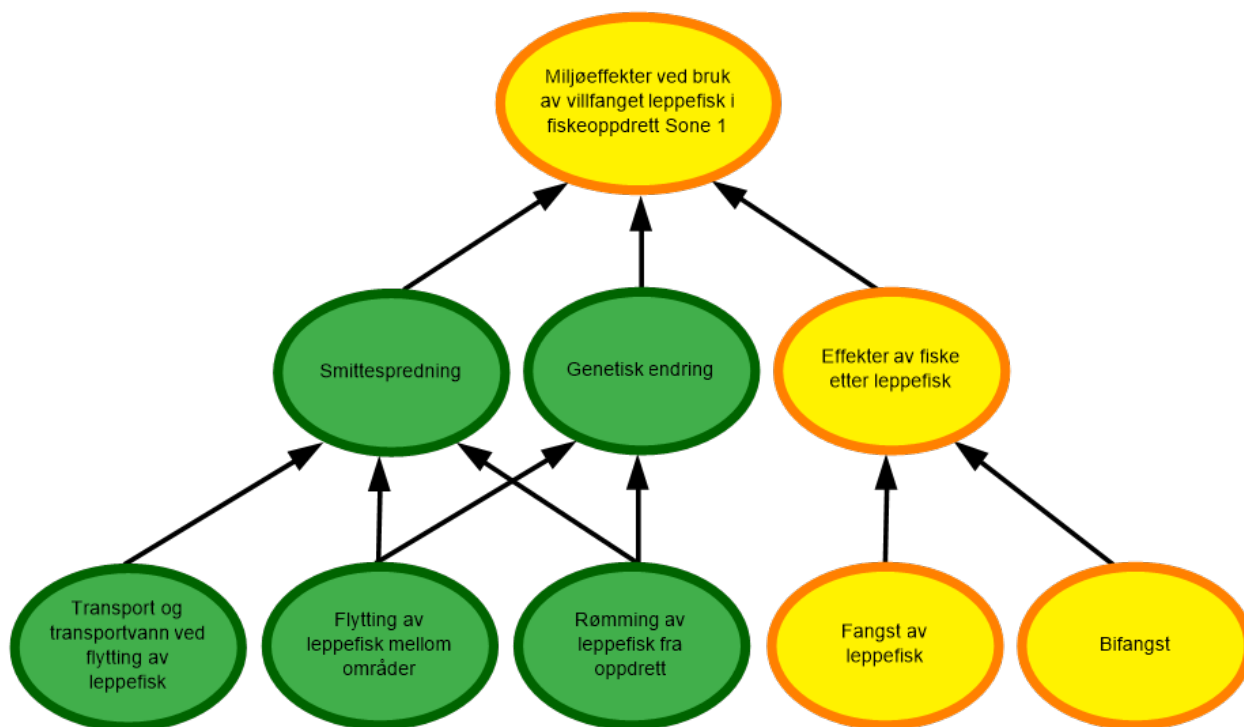 Miljøeffekter ved bruk
av villfanget leppefisk i
fiskeoppdrett Sone 1
Smittespredning
Genetisk endring
Effekter av fiske
etter leppefisk
Transport og
transportvann ved
flytting av
leppefisk
Flytting av
leppefisk mellom
områder
Rømming av
leppefisk fra
oppdrett
Fangst av
leppefisk
Bifangst